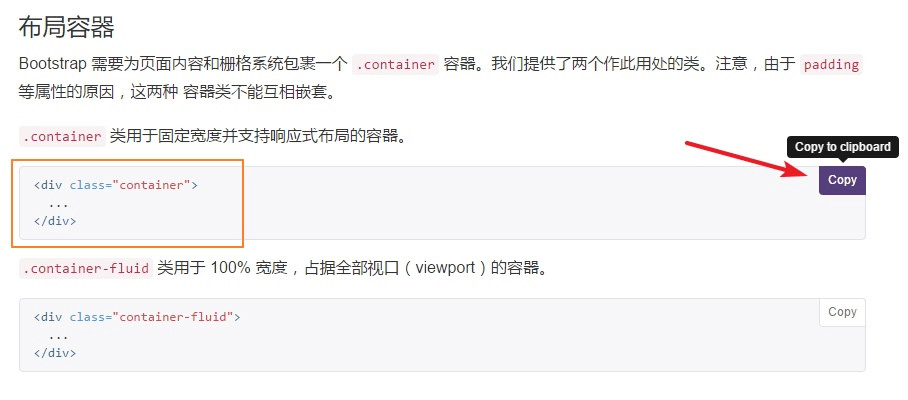 布局容器
Bootstrap 需要为页面内容和栅格系统包裹一个 .container 容器。我们提供了两个作此用处的类。注意，由于 padding
等属性的原因，这两种 容器类不能互相嵌套。
.container 类用于固定宽度并支持响应式布局的容器。
Copy to clipboard
Copy
<div class="container">
  ...
</div>
.container-fluid 类用于 100% 宽度，占据全部视口（viewport）的容器。
Copy
<div class="container-fluid">
  ...
</div>